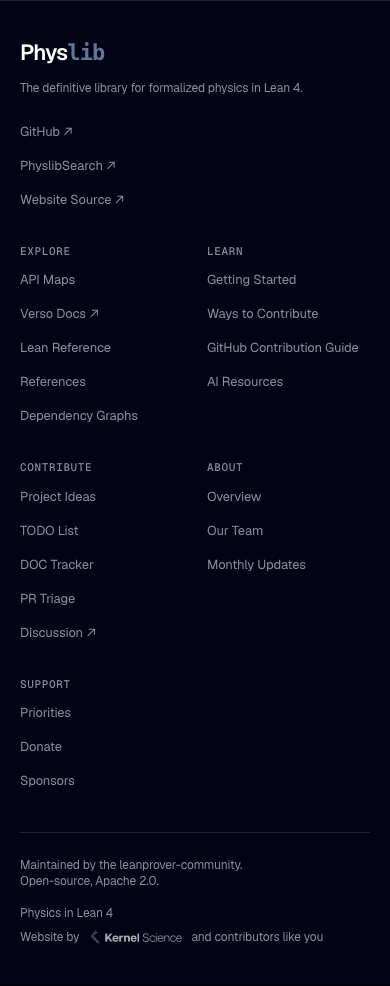 Physlib
The definitive library for formalized physics in Lean 4.
GitHub ↗
PhyslibSearch ↗
Website Source ↗
EXPLORE
API Maps
Verso Docs ↗
Lean Reference
References
Dependency Graphs
LEARN
Getting Started
Ways to Contribute
GitHub Contribution Guide
AI Resources
CONTRIBUTE
Project Ideas
TODO List
DOC Tracker
PR Triage
Discussion ↗
ABOUT
Overview
Our Team
Monthly Updates
SUPPORT
Priorities
Donate
Sponsors
Maintained by the leanprover-community.
Open-source, Apache 2.0.
Physics in Lean 4
Website by Kernel Science and contributors like you